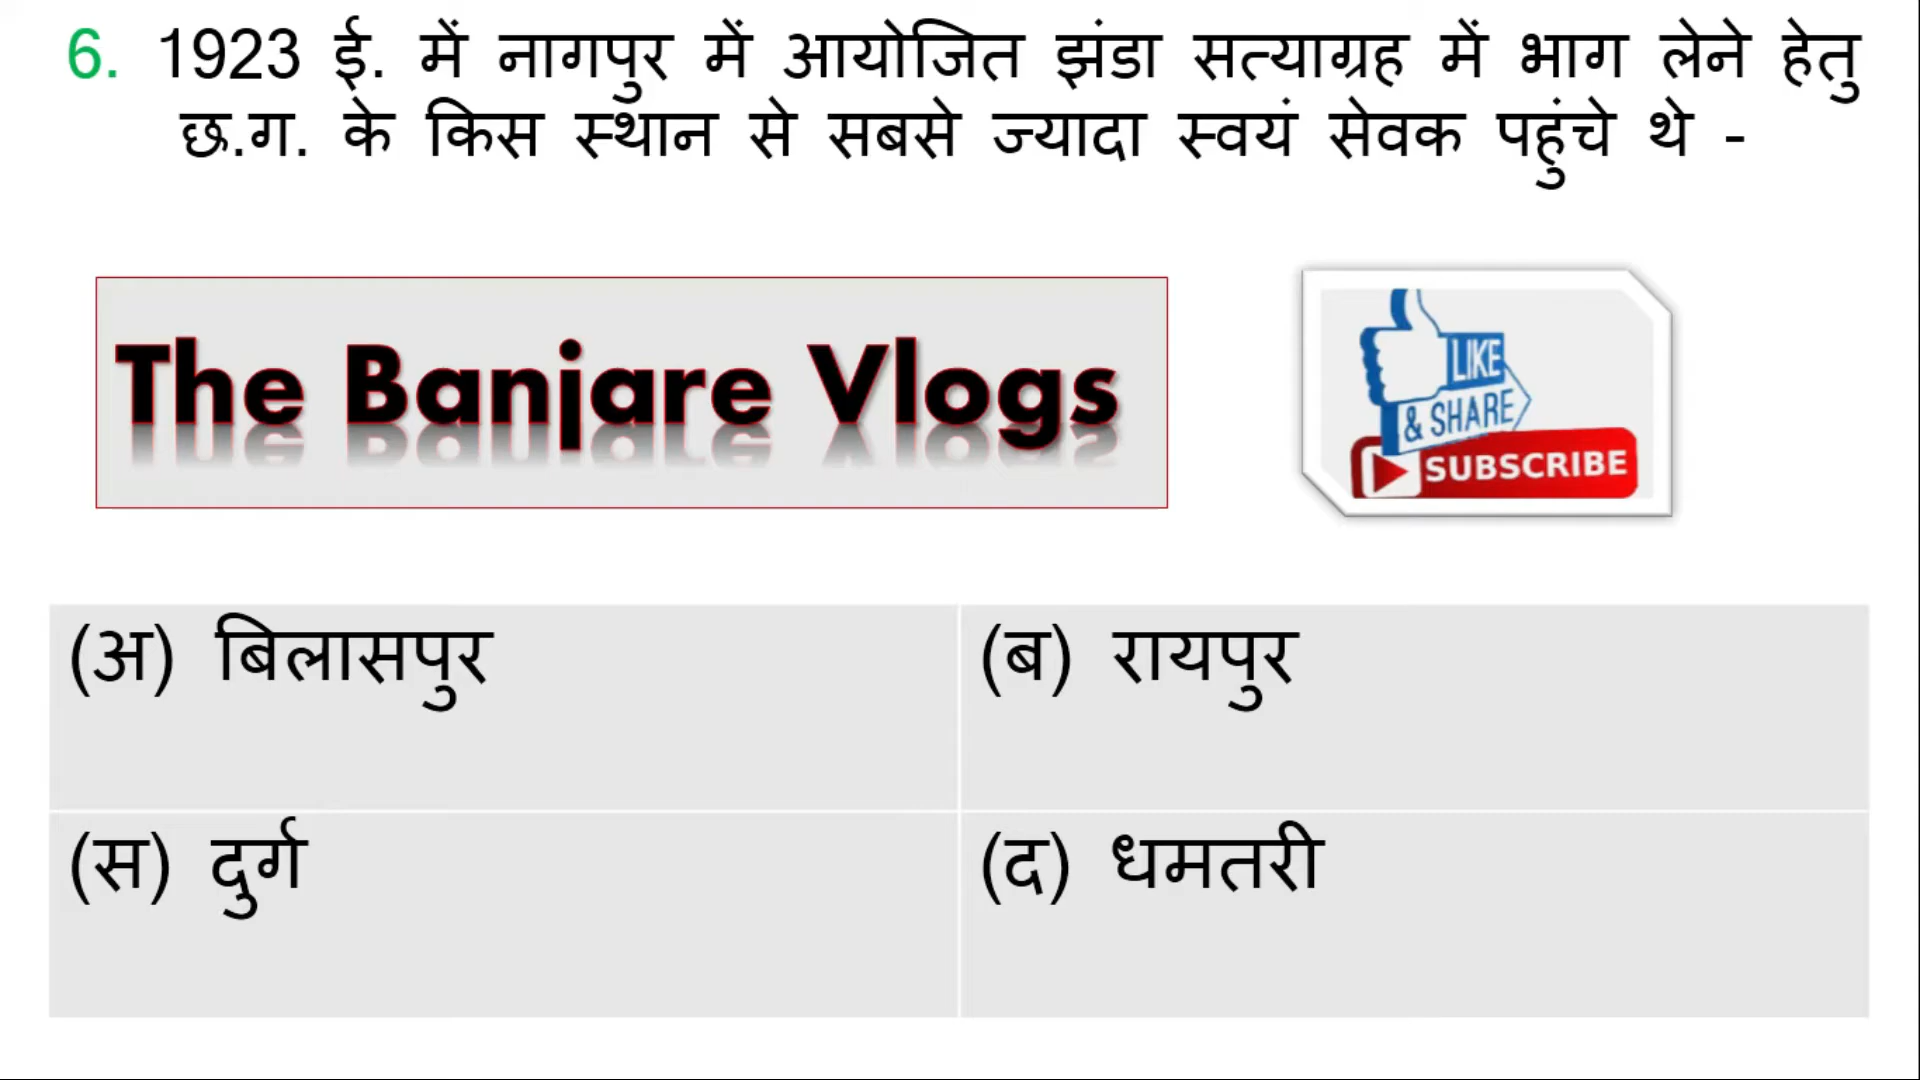 6. 1923 ई. में नागपुर में आयोजित झंडा सत्याग्रह में भाग लेने हेतु
छ.ग. के किस स्थान से सबसे ज्यादा स्वयं सेवक पहुंचे थे -
The Banjare Vlogs
LIKE
& SHARE
SUBSCRIBE
(अ) बिलासपुर
(ब) रायपुर
(स) दुर्ग
(द) धमतरी